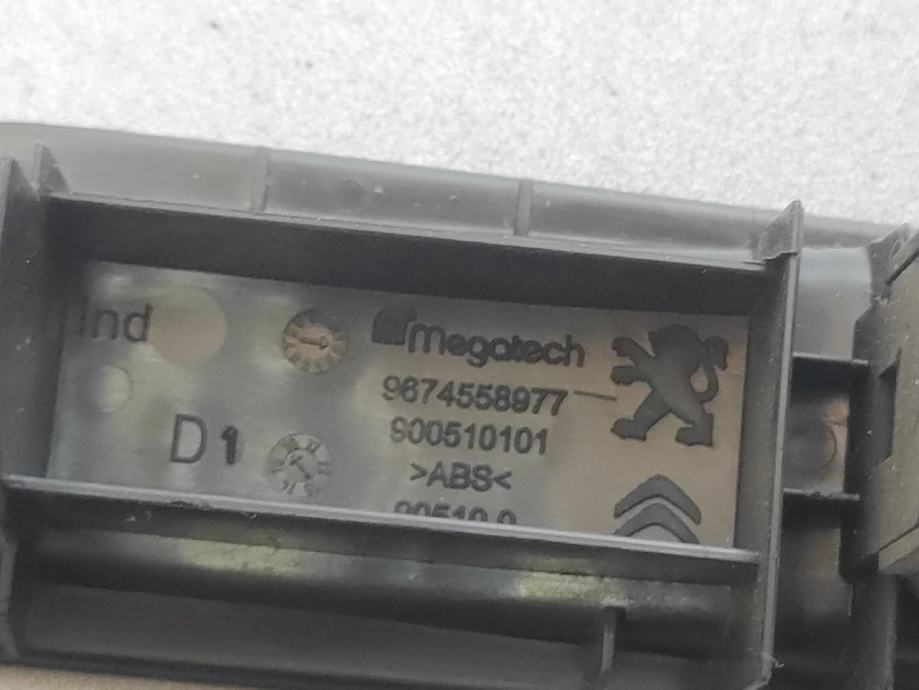 Ind
Megatech
9674558977
900510101
D1
>ABS<